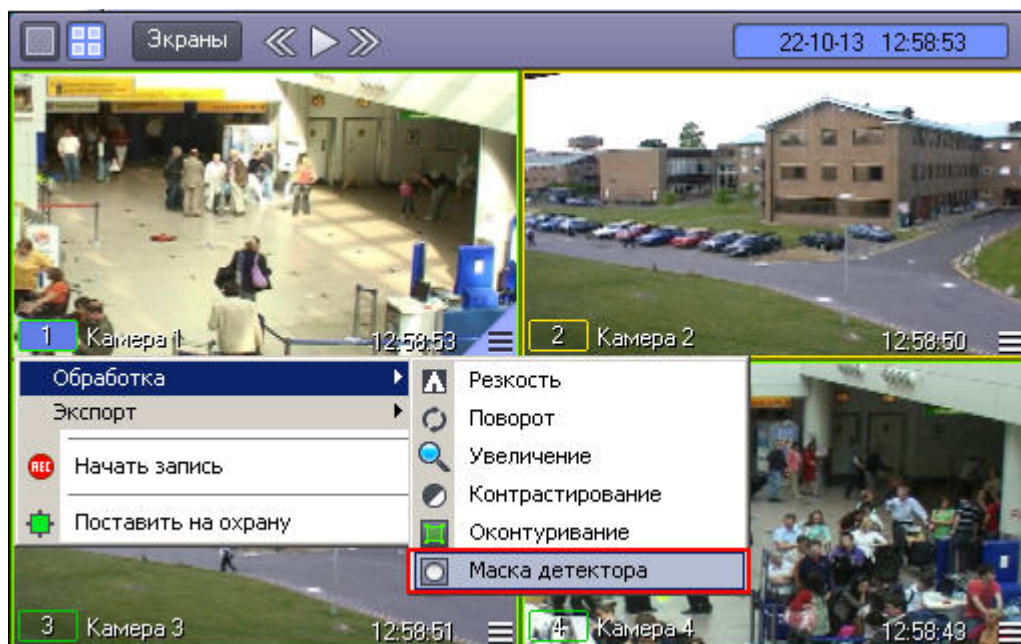 Экраны
22-10-13 12:58:53
1 Камера 1 12:58:53
2 Камера 2 12:58:50
Обработка
Экспорт
REC Начать запись
Поставить на охрану
Резкость
Поворот
Увеличение
Контрастирование
Оконтуривание
Маска детектора
3 Камера 3 12:58:51
4 Камера 4 12:58:43